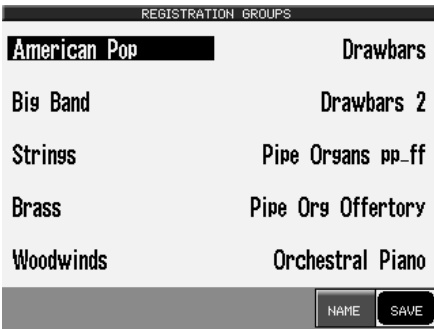 REGISTRATION GROUPS
American Pop
Drawbars
Big Band
Drawbars 2
Strings
Pipe Organs pp_ff
Brass
Pipe Org Offertory
Woodwinds
Orchestral Piano
NAME
SAVE